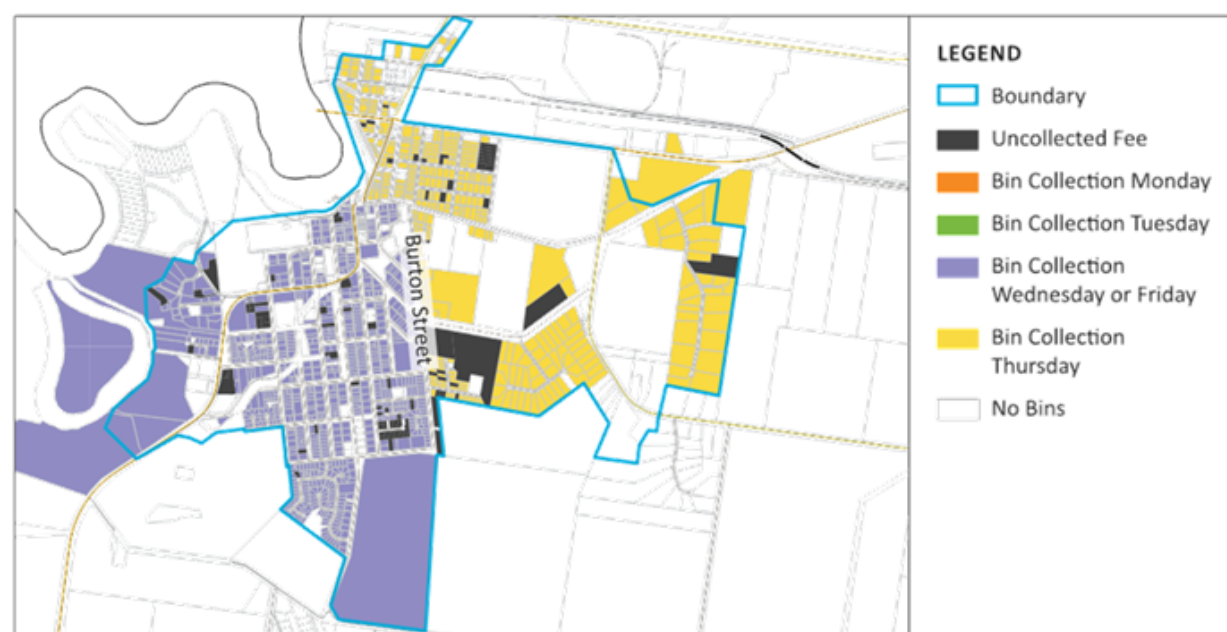 Burton Street
LEGEND
Boundary
Uncollected Fee
Bin Collection Monday
Bin Collection Tuesday
Bin Collection
Wednesday or Friday
Bin Collection
Thursday
No Bins